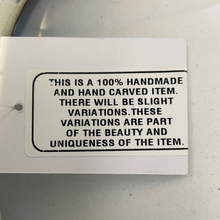 THIS IS A 100% HANDMADE
AND HAND CARVED ITEM.
THERE WILL BE SLIGHT
VARIATIONS.THESE
VARIATIONS ARE PART
OF THE BEAUTY AND
UNIQUENESS OF THE ITEM.